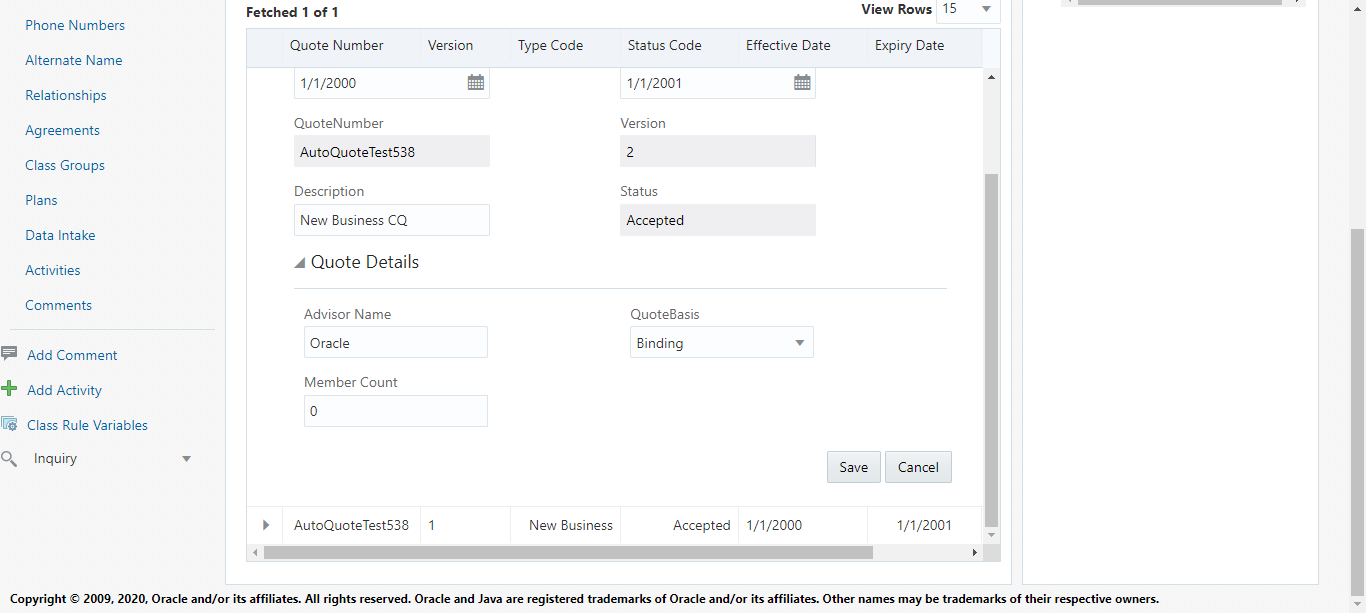 Phone Numbers
Alternate Name
Relationships
Agreements
Class Groups
Plans
Data Intake
Activities
Comments
Add Comment
Add Activity
Class Rule Variables
Inquiry
Fetched 1 of 1
View Rows 15
Quote Number Version Type Code Status Code Effective Date Expiry Date
1/1/2000 1/1/2001
QuoteNumber Version
AutoQuoteTest538 2
Description Status
New Business CQ Accepted
Quote Details
Advisor Name QuoteBasis
Oracle Binding
Member Count
0
Save Cancel
AutoQuoteTest538 1 New Business Accepted 1/1/2000 1/1/2001
Copyright © 2009, 2020, Oracle and/or its affiliates. All rights reserved. Oracle and Java are registered trademarks of Oracle and/or its affiliates. Other names may be trademarks of their respective owners.